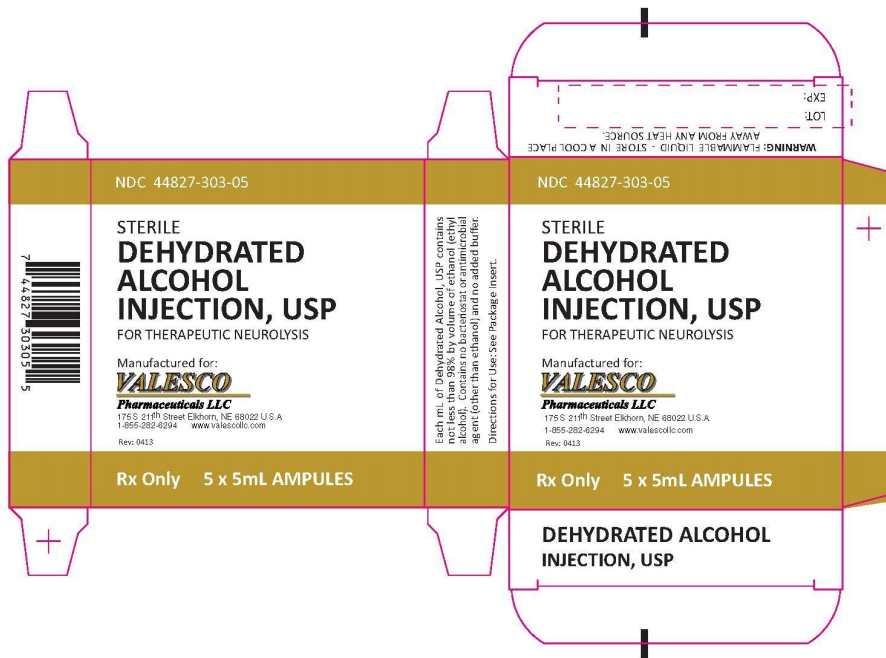 EXP:
LOT:
WARNING: FLAMMABLE LIQUID - STORE IN A COOL PLACE
AWAY FROM ANY HEAT SOURCE.
NDC 44827-303-05
STERILE
DEHYDRATED
ALCOHOL
INJECTION, USP
FOR THERAPEUTIC NEUROLYSIS
Manufactured for:
VALESCO
Pharmaceuticals LLC
175 S 211th Street Elkhorn, NE 68022 U.S.A
1-855-282-6294 www.valescollc.com
Rev: 0413
Rx Only 5 x 5mL AMPULES
7 44827 30305 5
Each mL of Dehydrated Alcohol, USP contains
not less than 98% by volume of ethanol (ethyl
alcohol). Contains no bacteriostat or antimicrobial
agent (other than ethanol) and no added buffer.
Directions for Use: See Package Insert.
NDC 44827-303-05
STERILE
DEHYDRATED
ALCOHOL
INJECTION, USP
FOR THERAPEUTIC NEUROLYSIS
Manufactured for:
VALESCO
Pharmaceuticals LLC
175 S 211th Street Elkhorn, NE 68022 U.S.A
1-855-282-6294 www.valescollc.com
Rev: 0413
Rx Only 5 x 5mL AMPULES
DEHYDRATED ALCOHOL
INJECTION, USP